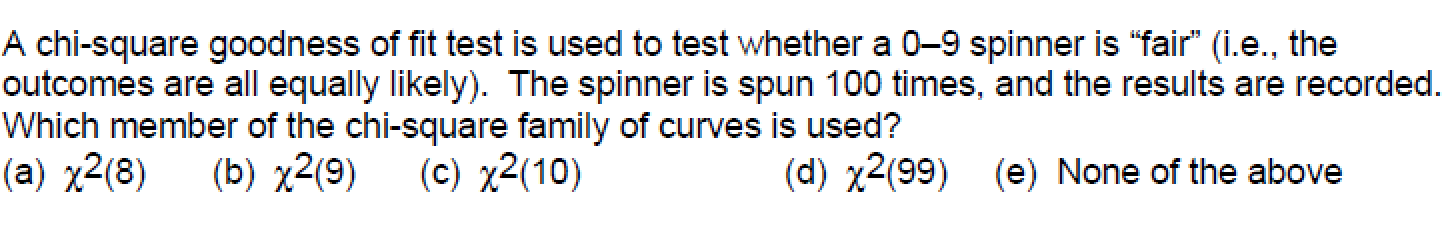 A chi-square goodness of fit test is used to test whether a 0–9 spinner is “fair” (i.e., the
outcomes are all equally likely).  The spinner is spun 100 times, and the results are recorded.
Which member of the chi-square family of curves is used?
(a) χ2(8) (b) χ2(9) (c) χ2(10) (d) χ2(99) (e) None of the above